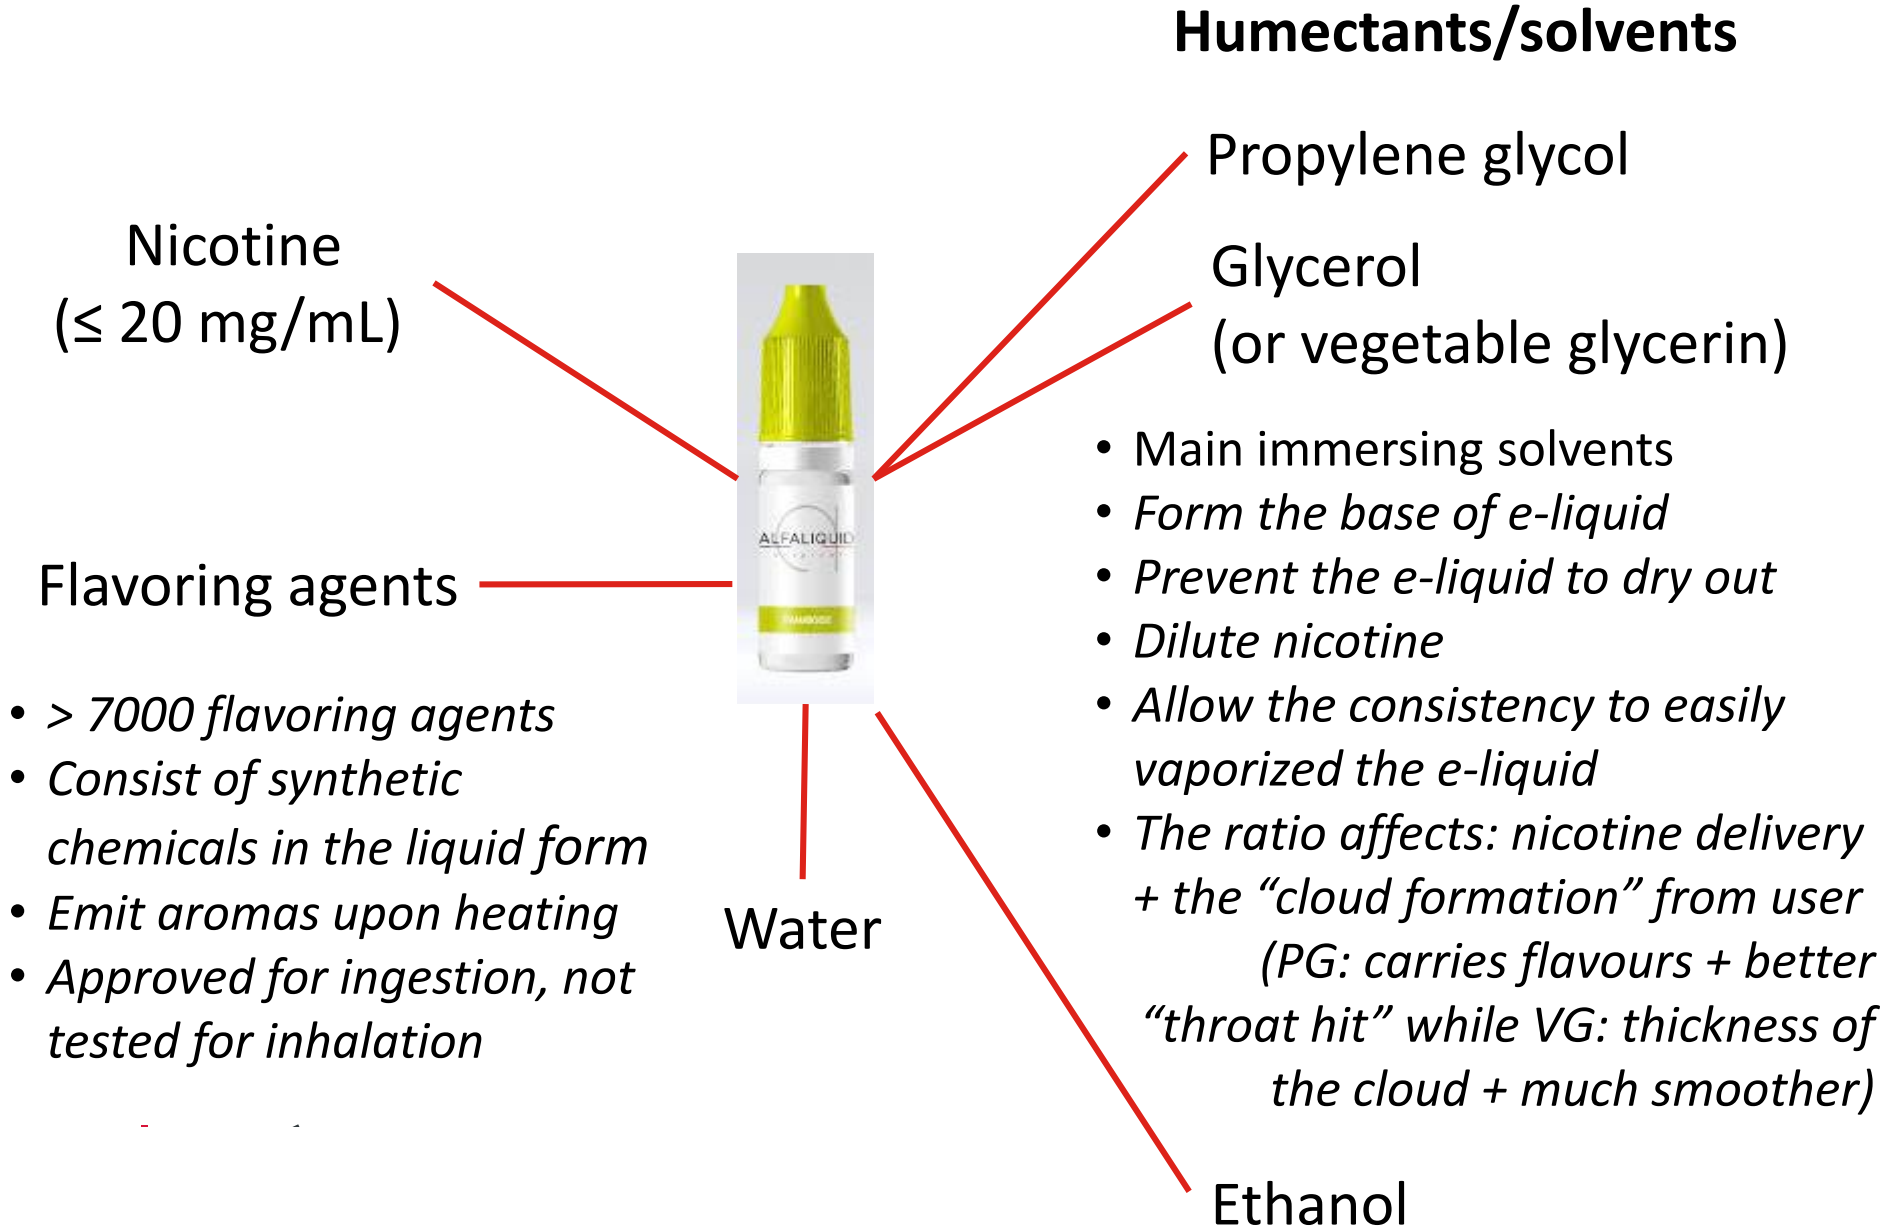 Humectants/solvents
Propylene glycol
Glycerol
(or vegetable glycerin)
• Main immersing solvents
• Form the base of e-liquid
• Prevent the e-liquid to dry out
• Dilute nicotine
• Allow the consistency to easily
vaporized the e-liquid
• The ratio affects: nicotine delivery
+ the “cloud formation” from user
(PG: carries flavours + better
“throat hit” while VG: thickness of
the cloud + much smoother)
Nicotine
(≤ 20 mg/mL)
Flavoring agents
• > 7000 flavoring agents
• Consist of synthetic
chemicals in the liquid form
• Emit aromas upon heating
• Approved for ingestion, not
tested for inhalation
ALFALIQUID
FRAMBOISE
Water
Ethanol